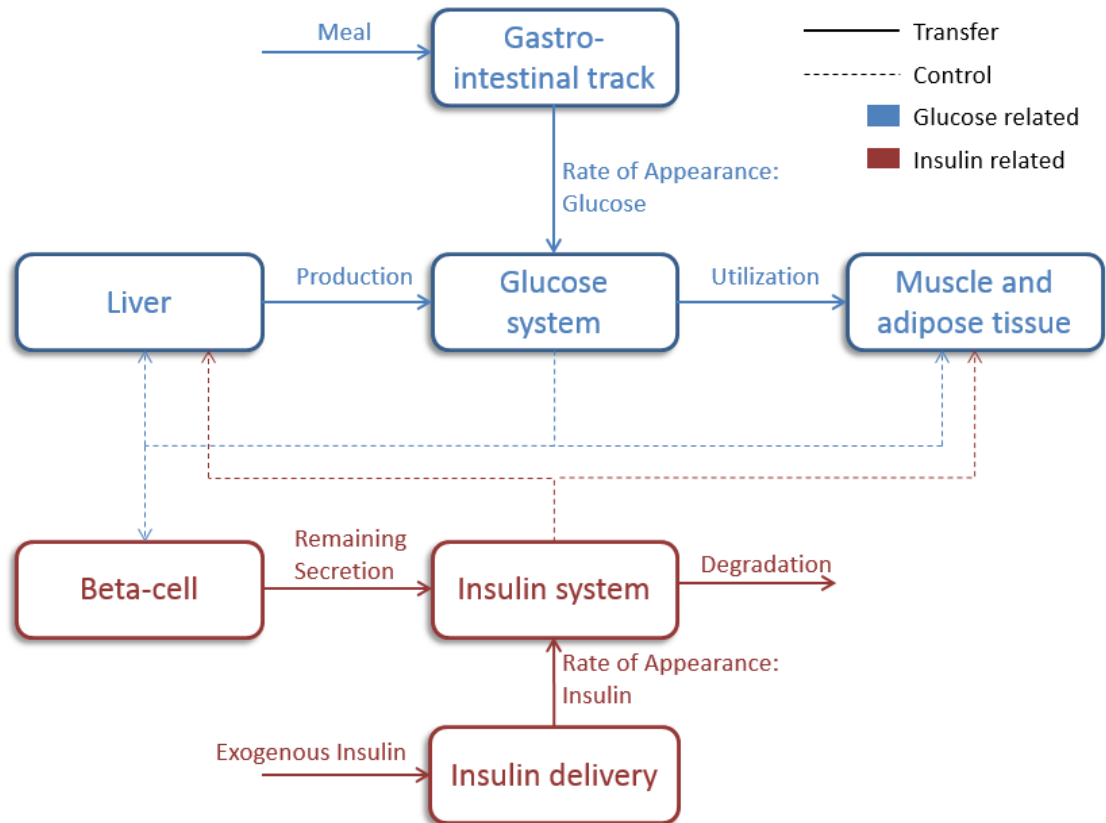 Meal
Gastro-
intestinal track
Transfer
Control
Glucose related
Insulin related
Rate of Appearance:
Glucose
Liver
Production
Glucose
system
Utilization
Muscle and
adipose tissue
Beta-cell
Remaining
Secretion
Insulin system
Degradation
Rate of Appearance:
Insulin
Exogenous Insulin
Insulin delivery